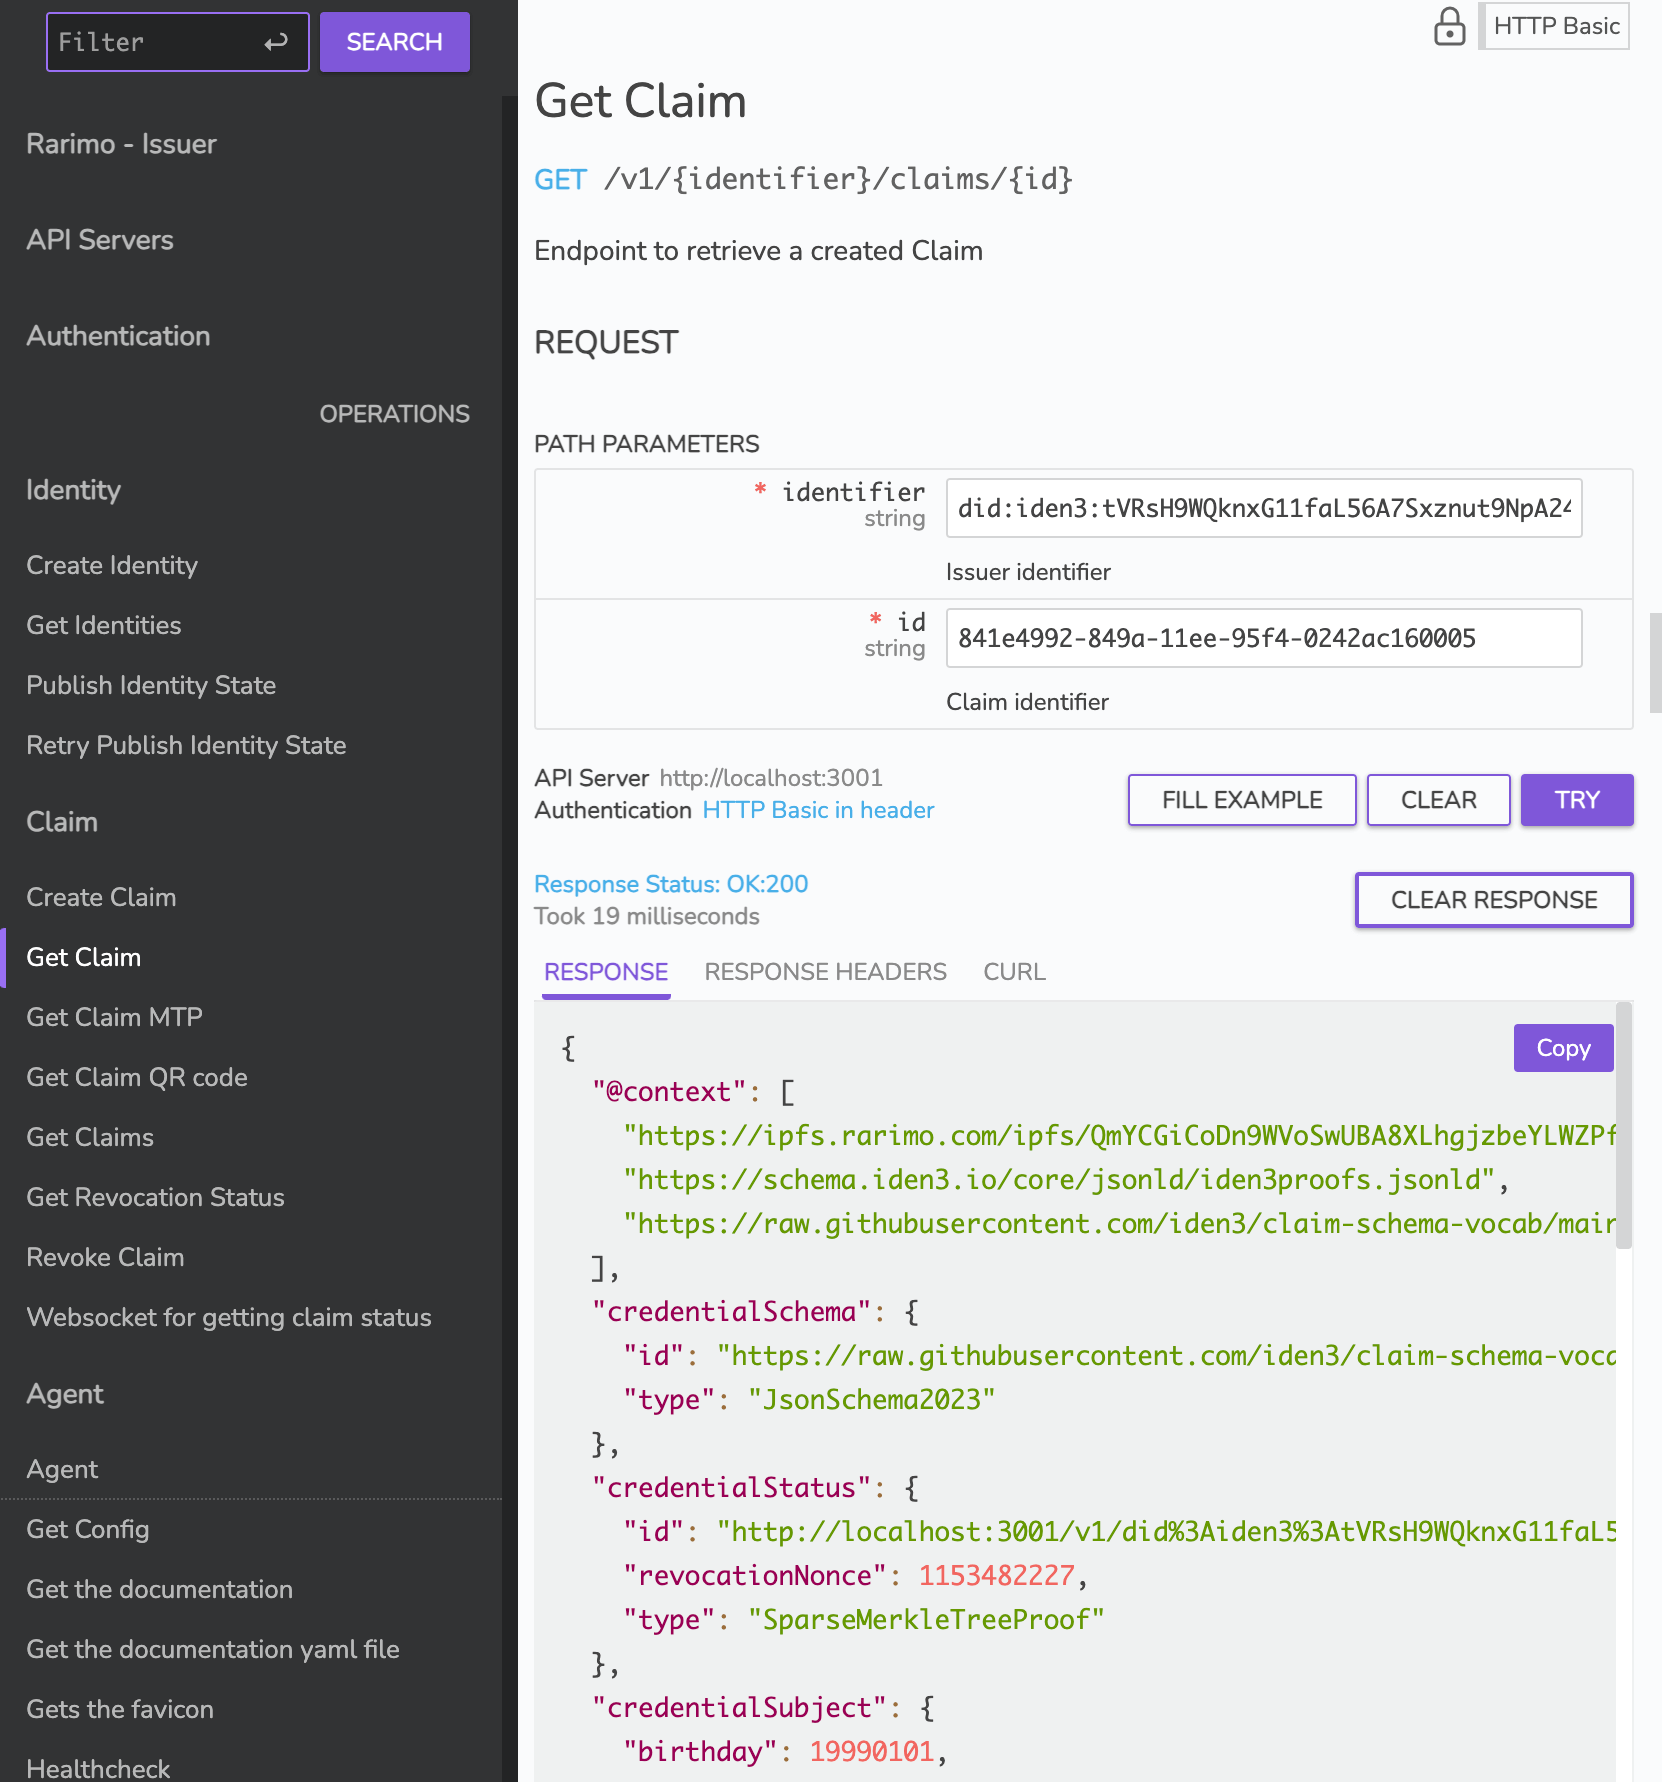 Filter
SEARCH
Rarimo - Issuer
API Servers
Authentication
OPERATIONS
Identity
Create Identity
Get Identities
Publish Identity State
Retry Publish Identity State
Claim
Create Claim
Get Claim
Get Claim MTP
Get Claim QR code
Get Claims
Get Revocation Status
Revoke Claim
Websocket for getting claim status
Agent
Agent
Get Config
Get the documentation
Get the documentation yaml file
Gets the favicon
Healthcheck
HTTP Basic
Get Claim
GET /v1/{identifier}/claims/{id}
Endpoint to retrieve a created Claim
REQUEST
PATH PARAMETERS
* identifier
string
did:iden3:tVRsH9WQknxG11faL56A7Sxznut9NpA24
Issuer identifier
* id
string
841e4992-849a-11ee-95f4-0242ac160005
Claim identifier
API Server http://localhost:3001
Authentication HTTP Basic in header
FILL EXAMPLE
CLEAR
TRY
Response Status: OK:200
Took 19 milliseconds
CLEAR RESPONSE
RESPONSE RESPONSE HEADERS CURL
Copy
{
"@context": [
"https://ipfs.rarimo.com/ipfs/QmYCGiCoDn9WVoSwUBA8XLhgjzbeYLWZPf
"https://schema.iden3.io/core/jsonld/iden3proofs.jsonld",
"https://raw.githubusercontent.com/iden3/claim-schema-vocab/main
],
"credentialSchema": {
"id": "https://raw.githubusercontent.com/iden3/claim-schema-voca
"type": "JsonSchema2023"
},
"credentialStatus": {
"id": "http://localhost:3001/v1/did%3Aiden3%3AtVRsH9WQknxG11faL5
"revocationNonce": 1153482227,
"type": "SparseMerkleTreeProof"
},
"credentialSubject": {
"birthday": 19990101,